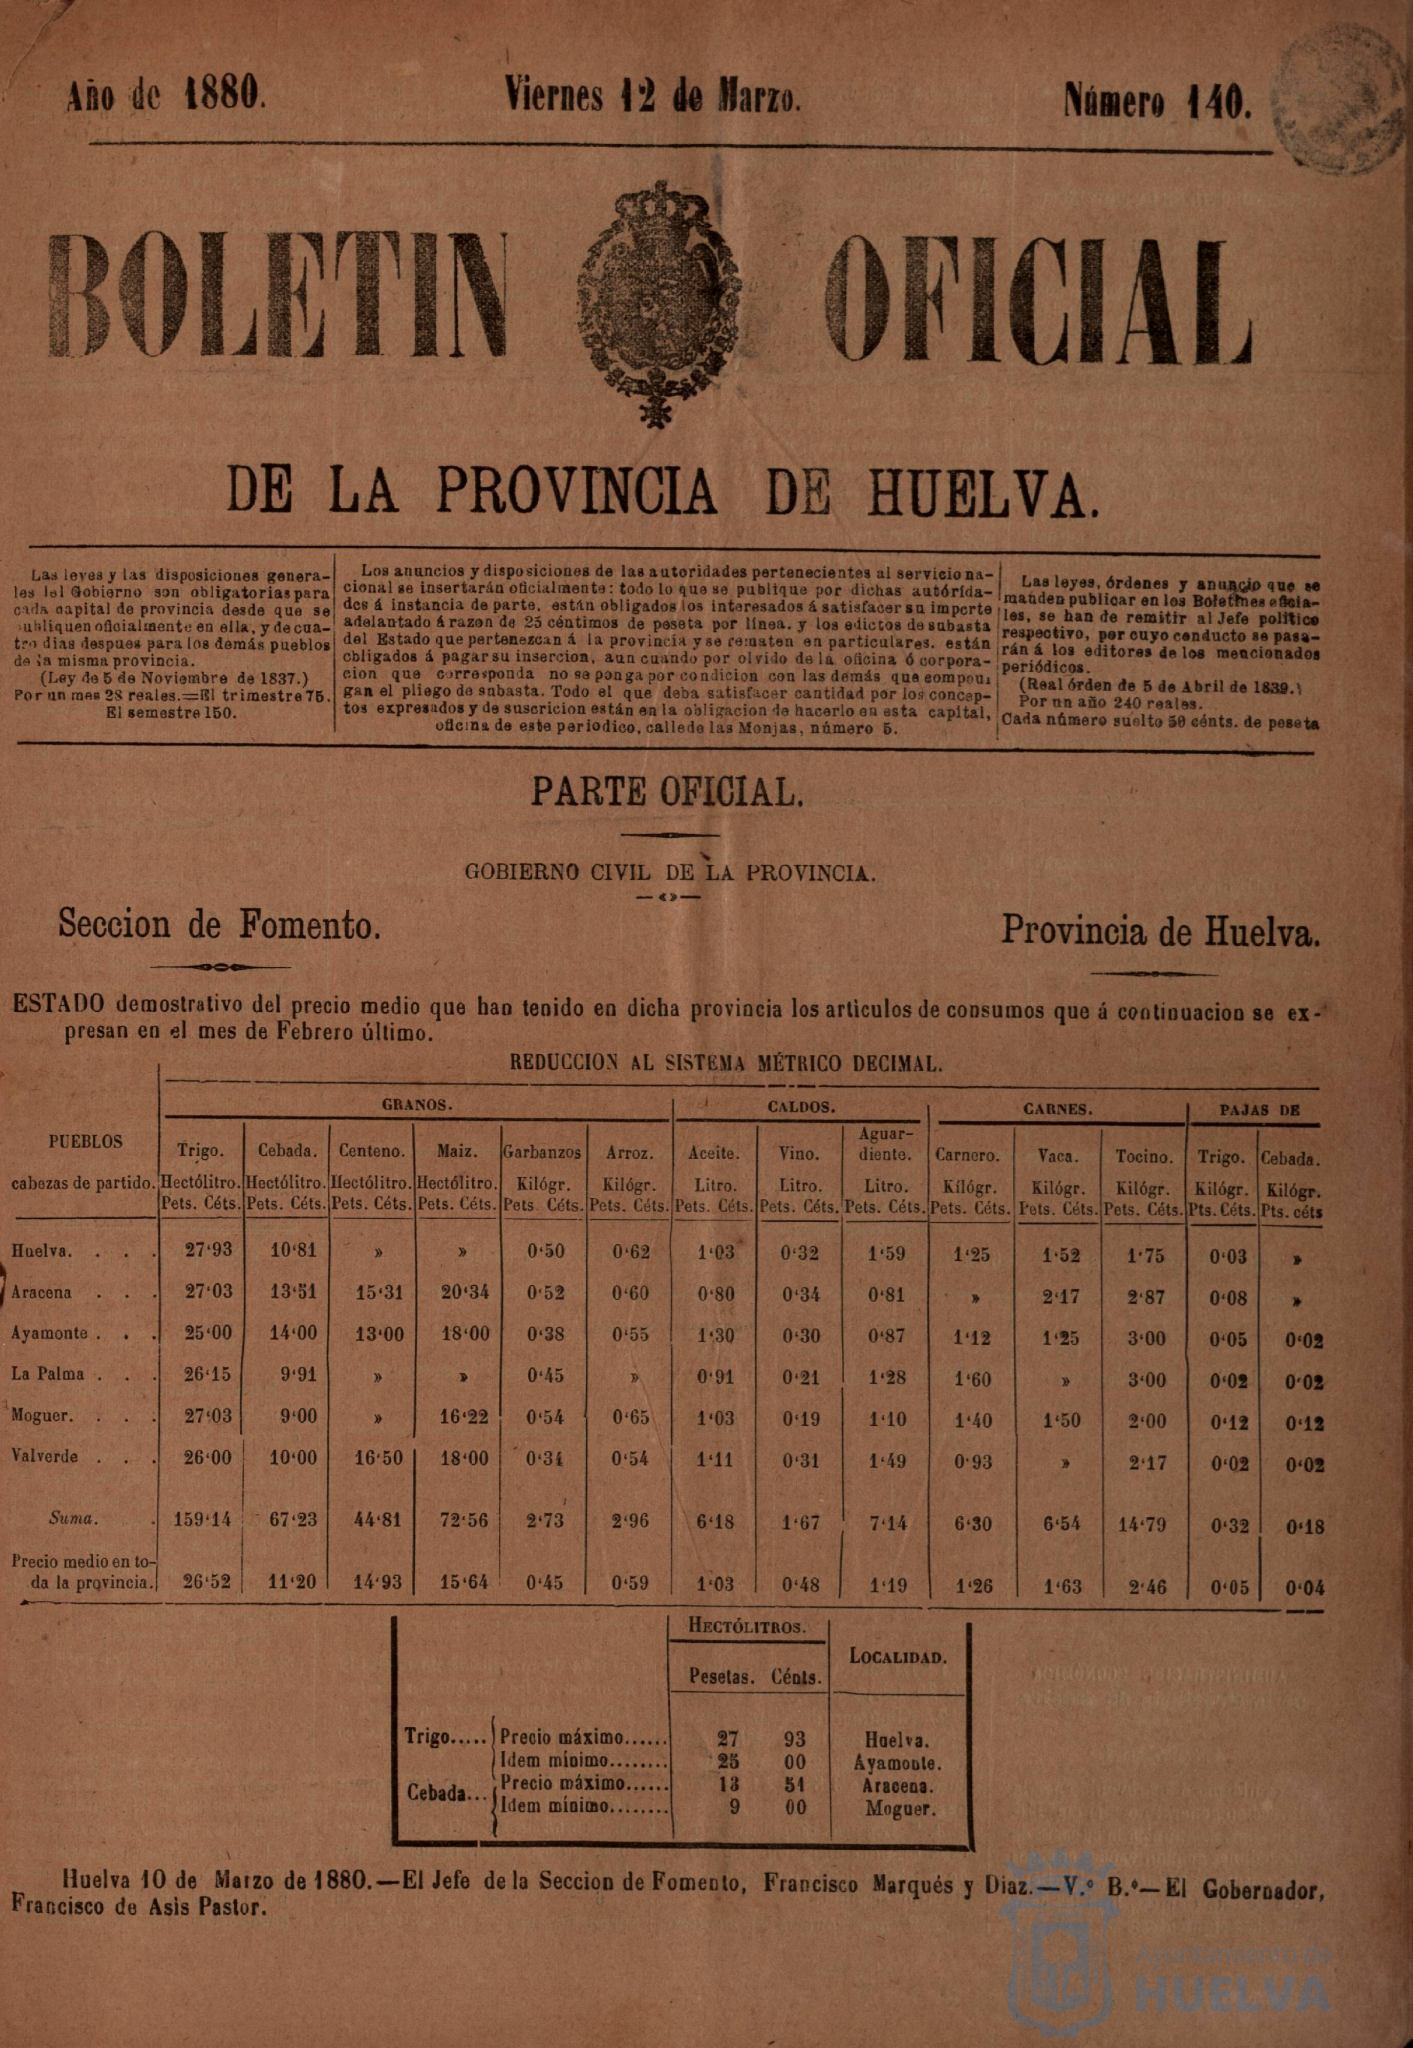 Año de 1880. Viernes 12 de Marzo. Número 140.
BOLETIN OFICIAL
DE LA PROVINCIA DE HUELVA.
Las leyes y las disposiciones genera-
les del Gobierno son obligatorias para
cada capital de provincia desde que se
publiquen oficialmente en ella, y de cua-
tro dias despues para los demás pueblos
de la misma provincia.
(Ley de 5 de Noviembre de 1837.)
Por un mes 28 reales.=El trimestre 75.
El semestre 150.
Los anuncios y disposiciones de las autoridades pertenecientes al servicio na-
cional se insertarán oficialmente: todo lo que se publique por dichas autórida-
des á instancia de parte, están obligados los interesados á satisfacer su importe
adelantado á razon de 25 céntimos de peseta por línea. y los edictos de subasta
del Estado que pertenezcan á la provincia y se rematen en particulares. están
obligados á pagar su insercion, aun cuando por olvido de la oficina ó corpora-
cion que corresponda no se ponga por condicion con las demás que compon
gan el pliego de subasta. Todo el que deba satisfacer cantidad por los concep-
tos expresados y de suscricion están en la obligacion de hacerlo en esta capital,
oficina de este periodico, calle de las Monjas, número 5.
Las leyes, órdenes y anuncio que se
manden publicar en los Boletines oficia-
les, se han de remitir al Jefe politico
respectivo, por cuyo conducto se pasa-
rán á los editores de los mencionados
periódicos.
(Real órden de 5 de Abril de 1839.)
Por un año 240 reales.
Cada número suelto 50 cénts. de peseta
PARTE OFICIAL.
GOBIERNO CIVIL DE LA PROVINCIA.
Seccion de Fomento. Provincia de Huelva.
ESTADO demostrativo del precio medio que han tenido en dicha provincia los articulos de consumos que á continuacion se ex-
presan en el mes de Febrero último.
REDUCCION AL SISTEMA MÉTRICO DECIMAL.
GRANOS. CALDOS. CARNES. PAJAS DE
PUEBLOS
cabezas de partido.
Trigo. Cebada. Centeno. Maiz. Garbanzos Arroz. Aceite. Vino. Aguar-
diente. Carnero. Vaca. Tocino. Trigo. Cebada.
Hectólitro. Hectólitro. Hectólitro. Hectólitro. Kilógr. Kilógr. Litro. Litro. Litro. Kilógr. Kilógr. Kilógr. Kilógr. Kilógr.
Pets. Céts. Pets. Céts. Pets. Céts. Pets. Céts. Pets. Céts. Pets. Céts. Pets. Céts. Pets. Céts. Pets. Céts. Pets. Céts. Pets. Céts. Pets. Céts. Pts. Céts. Pts. céts
Huelva. . . . 27‘93 10‘81 » » 0‘50 0‘62 1‘03 0‘32 1‘59 1‘25 1‘52 1‘75 0‘03 »
Aracena . . . 27‘03 13‘51 15‘31 20‘34 0‘52 0‘60 0‘80 0‘34 0‘81 » 2‘17 2‘87 0‘08 »
Ayamonte . . . 25‘00 14‘00 13‘00 18‘00 0‘38 0‘55 1‘30 0‘30 0‘87 1‘12 1‘25 3‘00 0‘05 0‘02
La Palma . . . 26‘15 9‘91 » » 0‘45 » 0‘91 0‘21 1‘28 1‘60 » 3‘00 0‘02 0‘02
Moguer. . . . 27‘03 9‘00 » 16‘22 0‘54 0‘65 1‘03 0‘19 1‘10 1‘40 1‘50 2‘00 0‘12 0‘12
Valverde . . . 26‘00 10‘00 16‘50 18‘00 0‘34 0‘54 1‘11 0‘31 1‘49 0‘93 » 2‘17 0‘02 0‘02
Suma. . 159‘14 67‘23 44‘81 72‘56 2‘73 2‘96 6‘18 1‘67 7‘14 6‘30 6‘54 14‘79 0‘32 0‘18
Precio medio en to-
da la provincia. 26‘52 11‘20 14‘93 15‘64 0‘45 0‘59 1‘03 0‘48 1‘19 1‘26 1‘63 2‘46 0‘05 0‘04
HECTÓLITROS. LOCALIDAD.
Pesetas. Cénts.
Trigo..... Precio máximo...... 27 93 Huelva.
Idem mínimo........ 25 00 Ayamonte.
Cebada... Precio máximo...... 13 51 Aracena.
Idem mínimo........ 9 00 Moguer.
Huelva 10 de Marzo de 1880.—El Jefe de la Seccion de Fomento, Francisco Marqués y Diaz.—V.º B.º—El Gobernador,
Francisco de Asis Pastor.
Ayuntamiento de
HUELVA